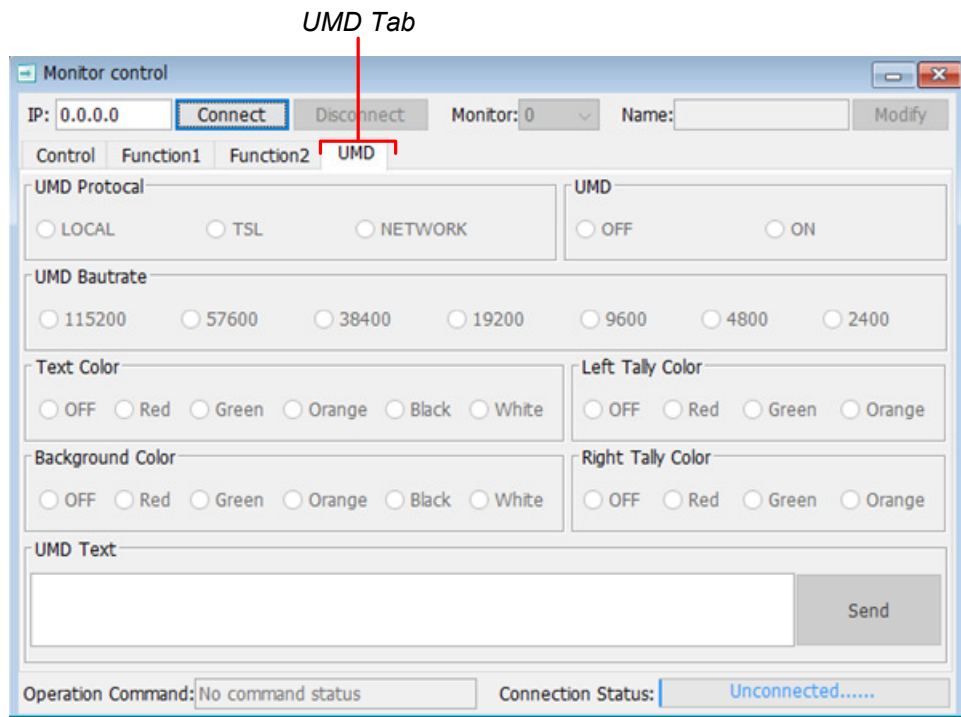 UMD Tab
Monitor control
IP: 0.0.0.0 Connect Disconnect Monitor: 0 Name: Modify
Control Function1 Function2 UMD
UMD Protocal UMD
LOCAL TSL NETWORK OFF ON
UMD Bautrate
115200 57600 38400 19200 9600 4800 2400
Text Color Left Tally Color
OFF Red Green Orange Black White OFF Red Green Orange
Background Color Right Tally Color
OFF Red Green Orange Black White OFF Red Green Orange
UMD Text
Send
Operation Command: No command status Connection Status: Unconnected......